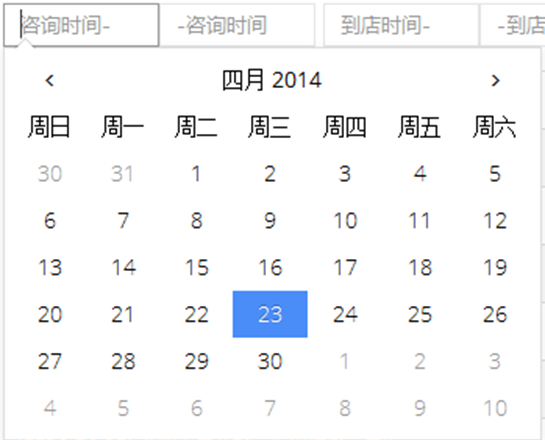 咨询时间- -咨询时间 到店时间- -到店
‹ 四月 2014 ›
周日 周一 周二 周三 周四 周五 周六
30 31 1 2 3 4 5
6 7 8 9 10 11 12
13 14 15 16 17 18 19
20 21 22 23 24 25 26
27 28 29 30 1 2 3
4 5 6 7 8 9 10